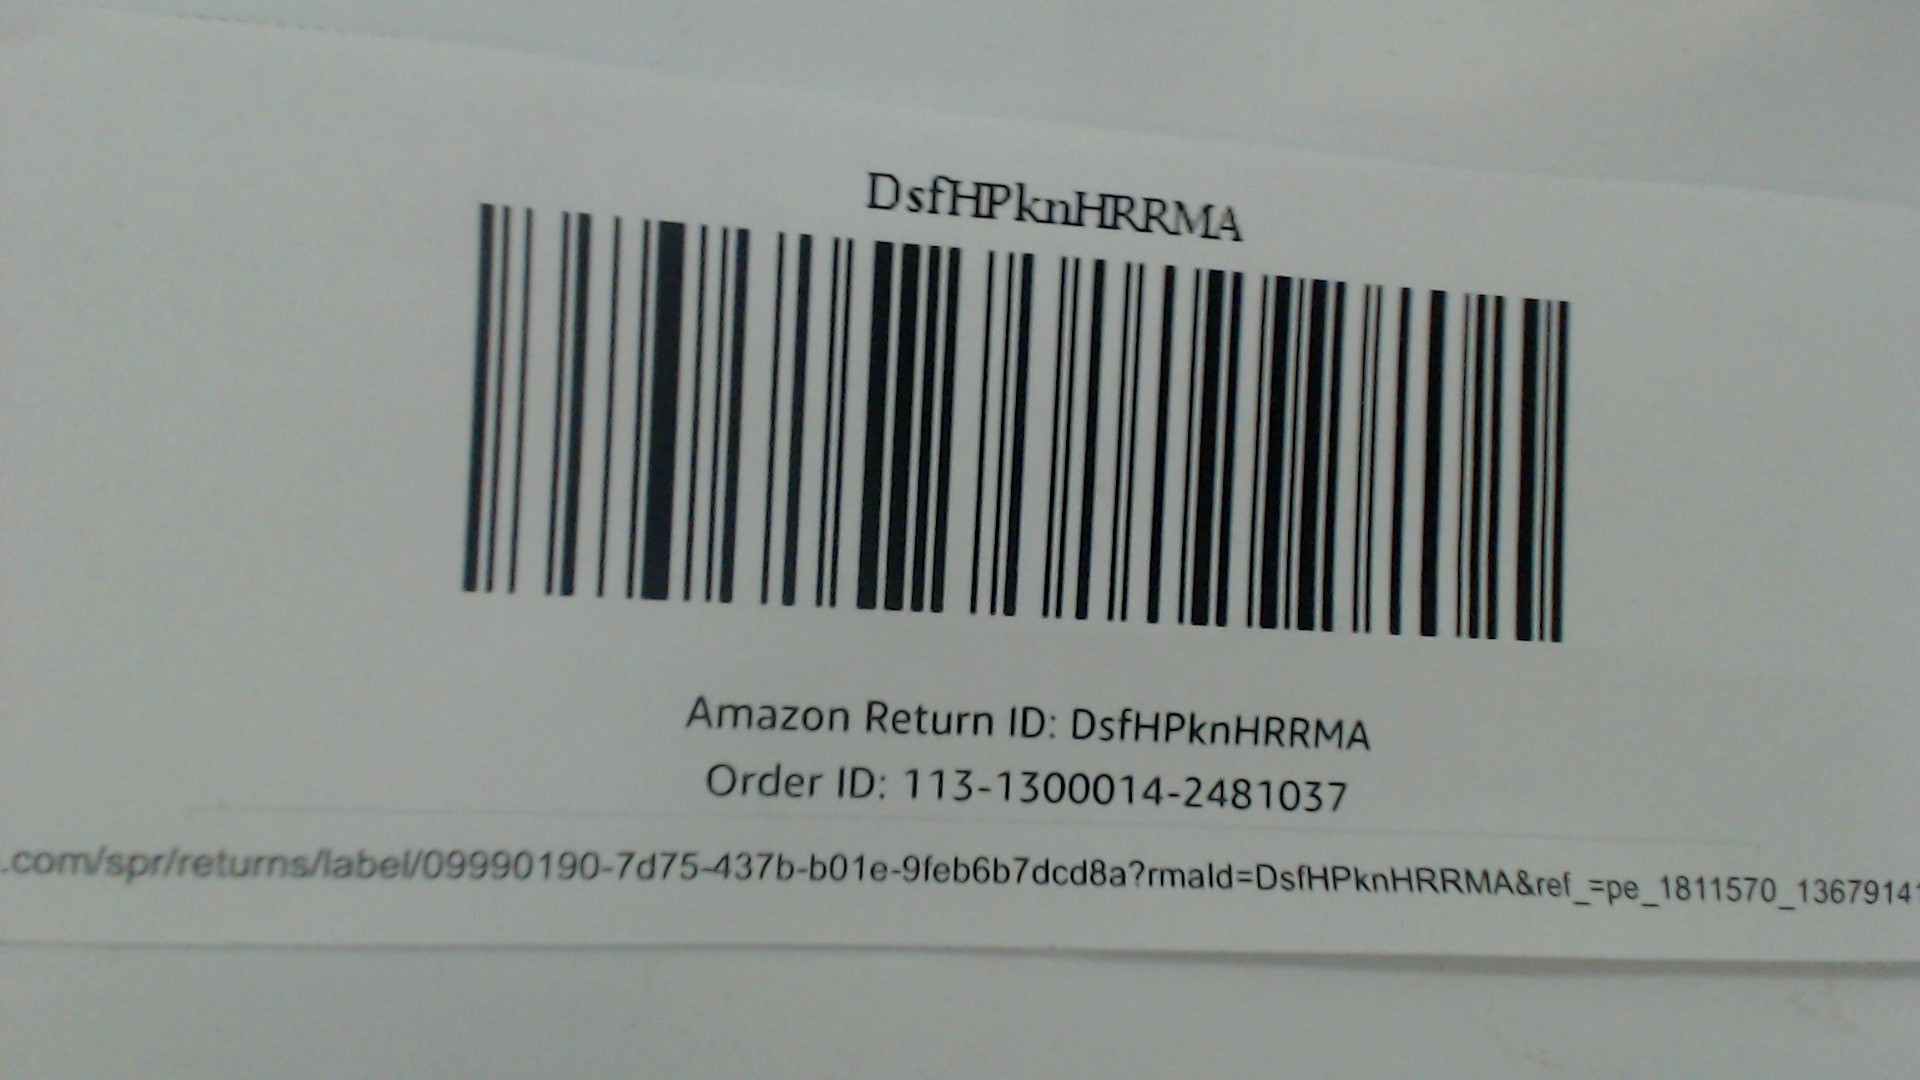 DsfHPknHRRMA
Amazon Return ID: DsfHPknHRRMA
Order ID: 113-1300014-2481037
.com/spr/returns/label/09990190-7d75-437b-b01e-9feb6b7dcd8a?rmaId=DsfHPknHRRMA&ref_=pe_1811570_13679141